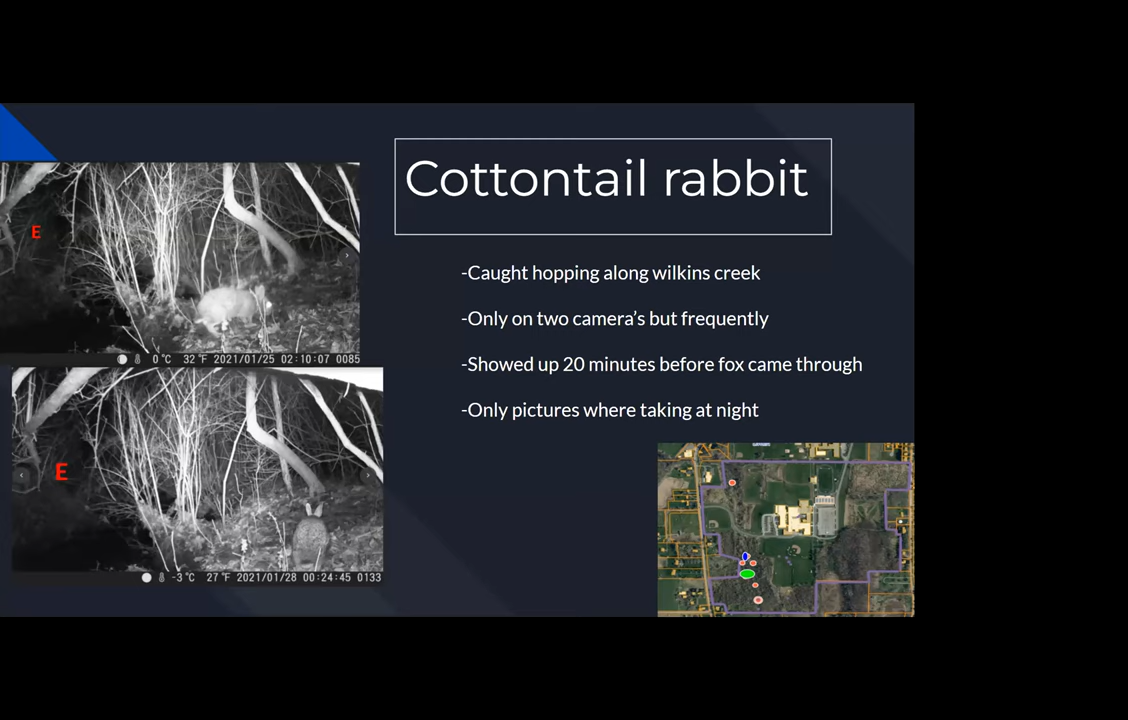 Cottontail rabbit
E
0°C 32°F 2021/01/25 02:10:07 0085
E
-3°C 27°F 2021/01/28 00:24:45 0133
-Caught hopping along wilkins creek
-Only on two camera's but frequently
-Showed up 20 minutes before fox came through
-Only pictures where taking at night